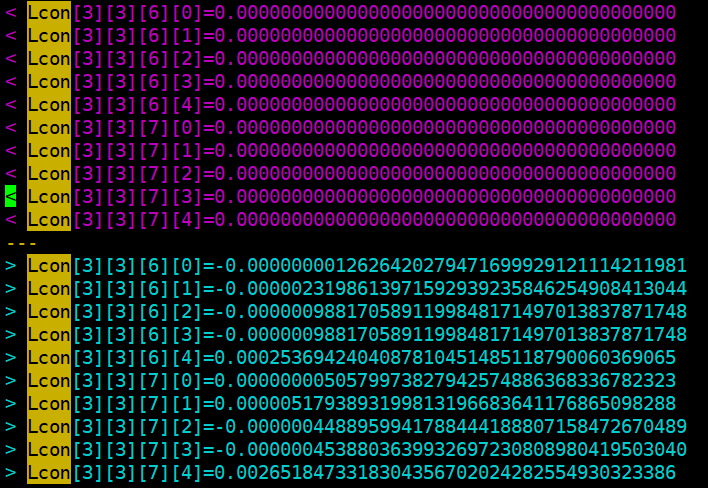 < Lcon[3][3][6][0]=0.0000000000000000000000000000000000000000
< Lcon[3][3][6][1]=0.0000000000000000000000000000000000000000
< Lcon[3][3][6][2]=0.0000000000000000000000000000000000000000
< Lcon[3][3][6][3]=0.0000000000000000000000000000000000000000
< Lcon[3][3][6][4]=0.0000000000000000000000000000000000000000
< Lcon[3][3][7][0]=0.0000000000000000000000000000000000000000
< Lcon[3][3][7][1]=0.0000000000000000000000000000000000000000
< Lcon[3][3][7][2]=0.0000000000000000000000000000000000000000
< Lcon[3][3][7][3]=0.0000000000000000000000000000000000000000
< Lcon[3][3][7][4]=0.0000000000000000000000000000000000000000
---
> Lcon[3][3][6][0]=-0.0000000012626420279471699929121114211981
> Lcon[3][3][6][1]=-0.0000023198613971592939235846254908413044
> Lcon[3][3][6][2]=-0.0000009881705891199848171497013837871748
> Lcon[3][3][6][3]=-0.0000009881705891199848171497013837871748
> Lcon[3][3][6][4]=0.0002536942404087810451485118790060369065
> Lcon[3][3][7][0]=0.0000000050579973827942574886368336782323
> Lcon[3][3][7][1]=0.0000051793893199813196683641176865098288
> Lcon[3][3][7][2]=-0.0000004488959941788444188807158472670489
> Lcon[3][3][7][3]=-0.0000004538803639932697230808980419503040
> Lcon[3][3][7][4]=0.0026518473318304356702024282554930323386